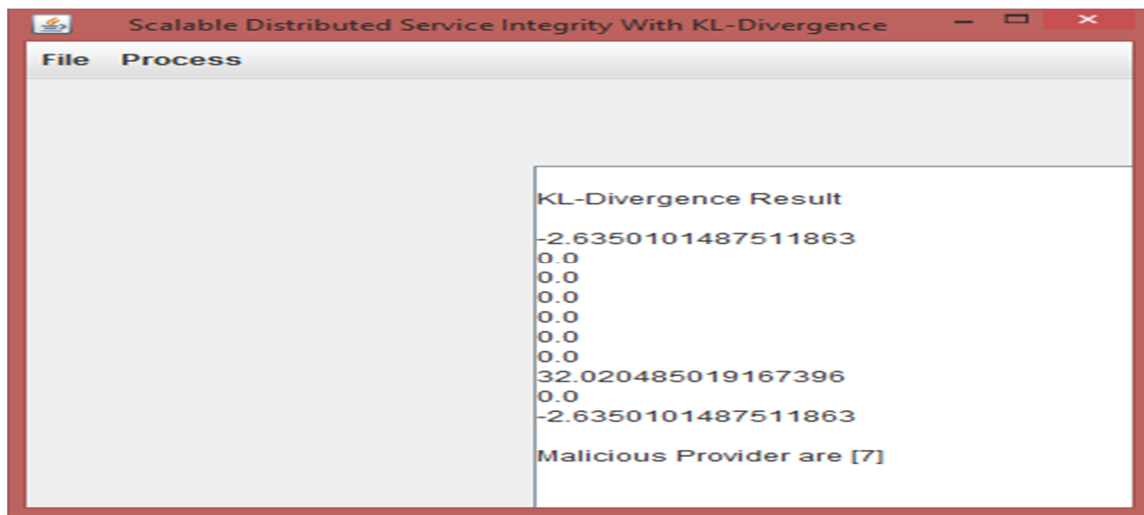 Scalable Distributed Service Integrity With KL-Divergence
File Process
KL-Divergence Result
-2.6350101487511863
0.0
0.0
0.0
0.0
0.0
0.0
32.020485019167396
0.0
-2.6350101487511863
Malicious Provider are [7]